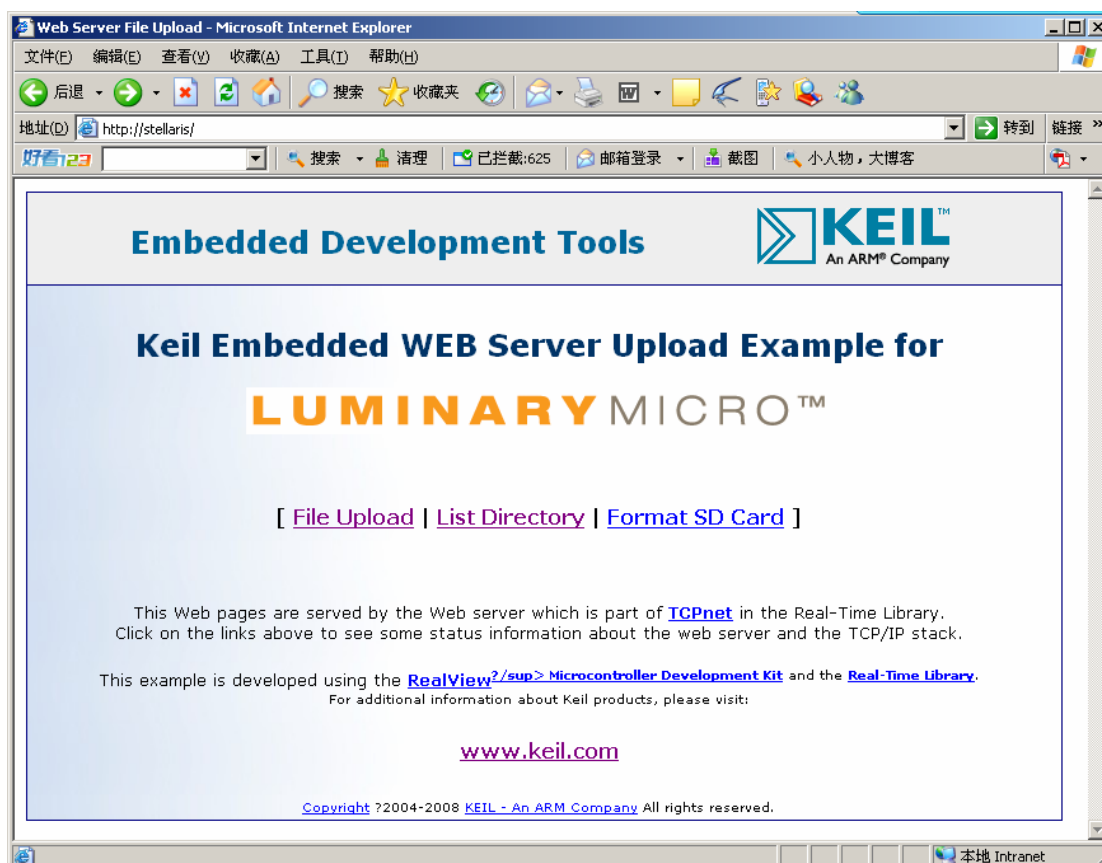 Web Server File Upload - Microsoft Internet Explorer
文件(F) 编辑(E) 查看(V) 收藏(A) 工具(T) 帮助(H)
后退 搜索 收藏夹
地址(D) http://stellaris/ 转到 链接 »
好看123 搜索 清理 已拦截:625 邮箱登录 截图 小人物，大博客
Embedded Development Tools KEIL™
An ARM® Company
Keil Embedded WEB Server Upload Example for
LUMINARYMICRO™
[ File Upload | List Directory | Format SD Card ]
This Web pages are served by the Web server which is part of TCPnet in the Real-Time Library.
Click on the links above to see some status information about the web server and the TCP/IP stack.
This example is developed using the RealView?/sup> Microcontroller Development Kit and the Real-Time Library.
For additional information about Keil products, please visit:
www.keil.com
Copyright ?2004-2008 KEIL - An ARM Company All rights reserved.
本地 Intranet